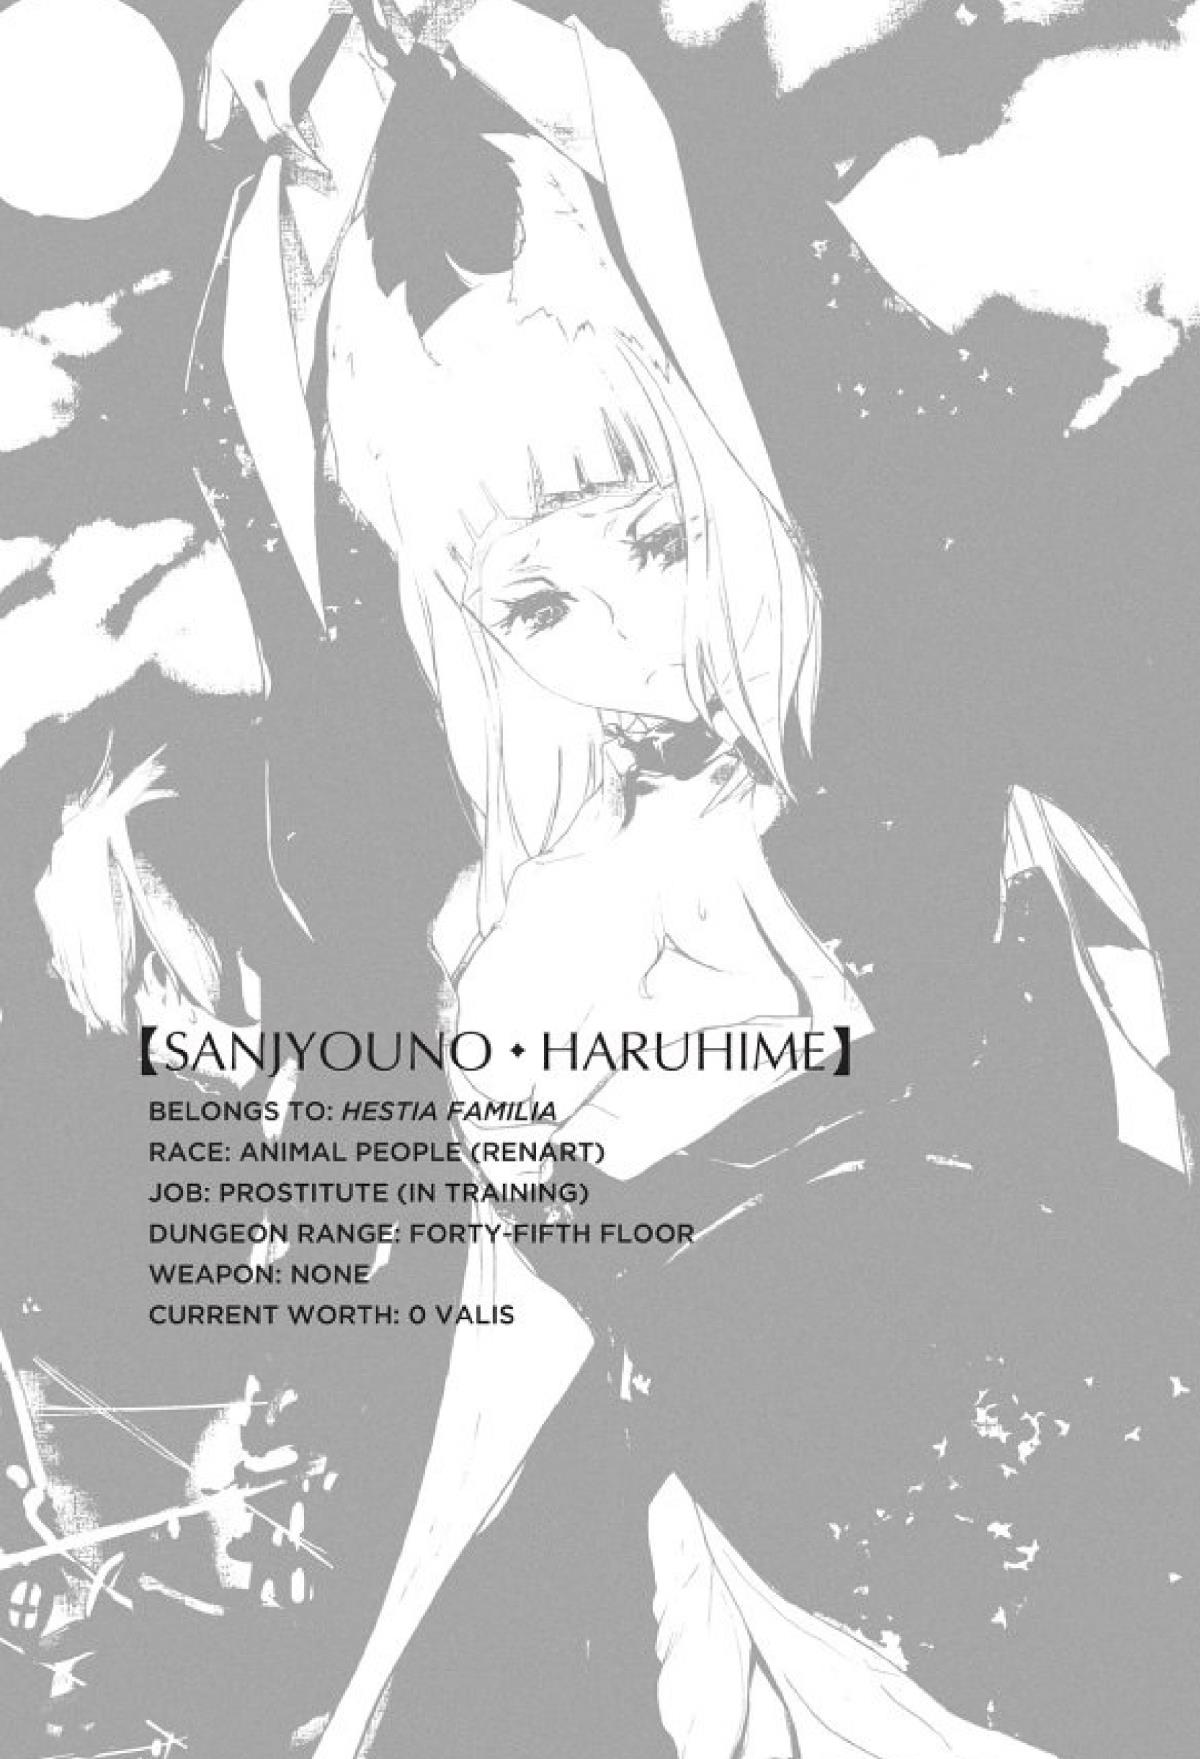 【SANJYOUNO • HARUHIME】
BELONGS TO: HESTIA FAMILIA
RACE: ANIMAL PEOPLE (RENART)
JOB: PROSTITUTE (IN TRAINING)
DUNGEON RANGE: FORTY-FIFTH FLOOR
WEAPON: NONE
CURRENT WORTH: 0 VALIS